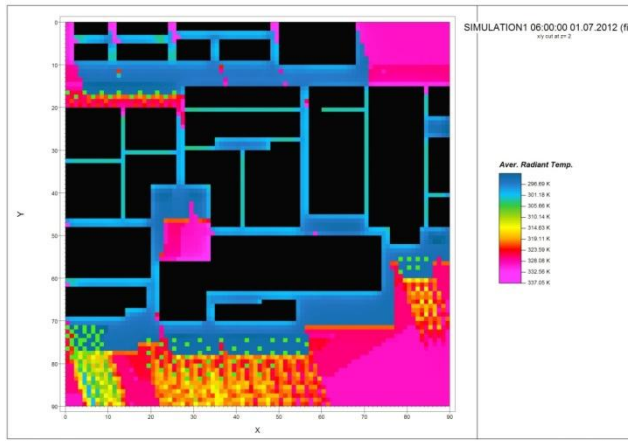 SIMULATION1 06:00:00 01.07.2012 (fi
x/y cut at z= 2
Aver. Radiant Temp.
298.69 K
301.18 K
305.66 K
310.14 K
314.63 K
319.11 K
323.59 K
328.08 K
332.56 K
337.05 K
Y
0
10
20
30
40
50
60
70
80
90
0 10 20 30 40 50 60 70 80 90
X